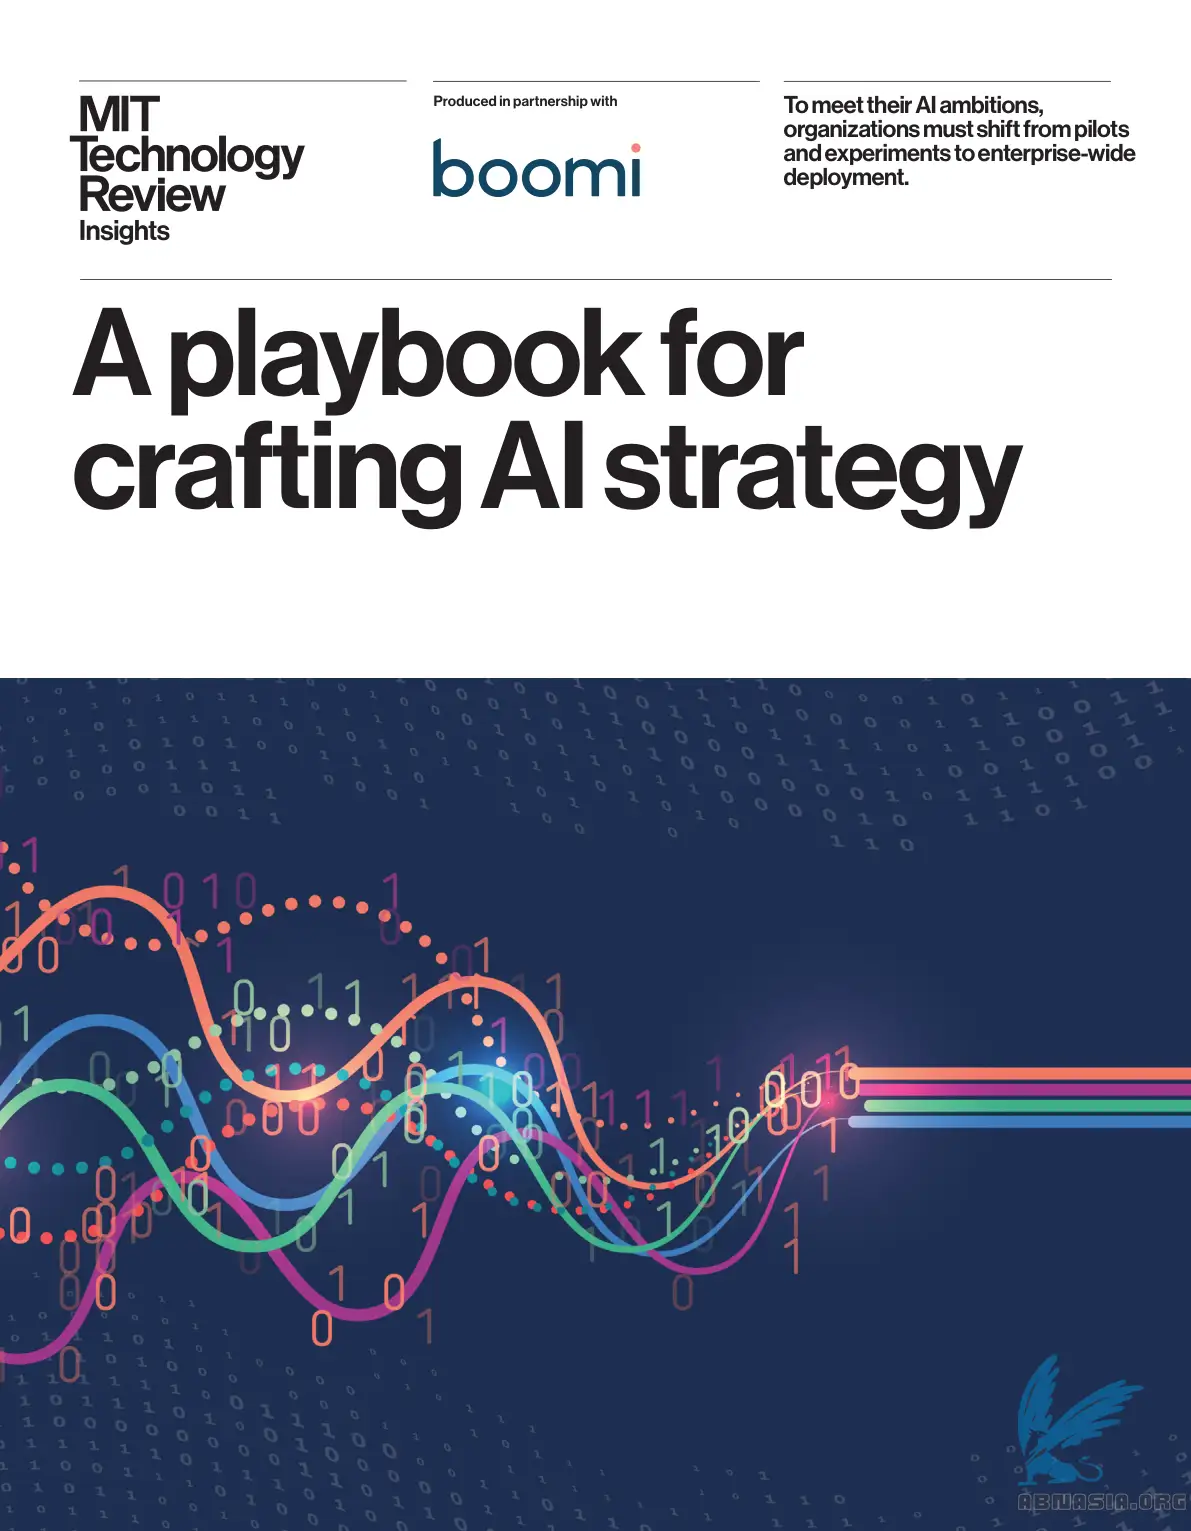 MIT
Technology
Review
Insights
Produced in partnership with
boomi
To meet their AI ambitions,
organizations must shift from pilots
and experiments to enterprise-wide
deployment.
A playbook for
crafting AI strategy
ABNASIA.ORG